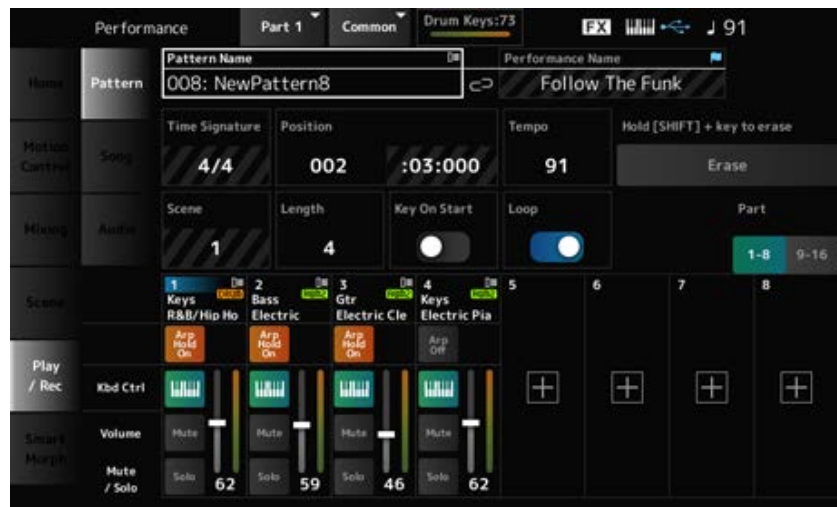 Performance
Part 1
Common
Drum Keys:73
FX
♩ 91
Home
Pattern
Pattern Name
008: NewPattern8
Performance Name
Follow The Funk
Motion
Control
Song
Time Signature
4/4
Position
002 :03:000
Tempo
91
Hold [SHIFT] + key to erase
Erase
Mixing
Audio
Scene
1
Length
4
Key On Start
Loop
Part
1-8 9-16
Scene
1
Keys
R&B/Hip Ho
2
Bass
Electric
3
Gtr
Electric Cle
4
Keys
Electric Pia
5
6
7
8
Arp
Hold
On
Arp
Hold
On
Arp
Hold
On
Arp
Off
Play
/ Rec
Kbd Ctrl
Smart
Morph
Volume
Mute
Mute
Mute
Mute
Mute
/ Solo
Solo 62
Solo 59
Solo 46
Solo 62